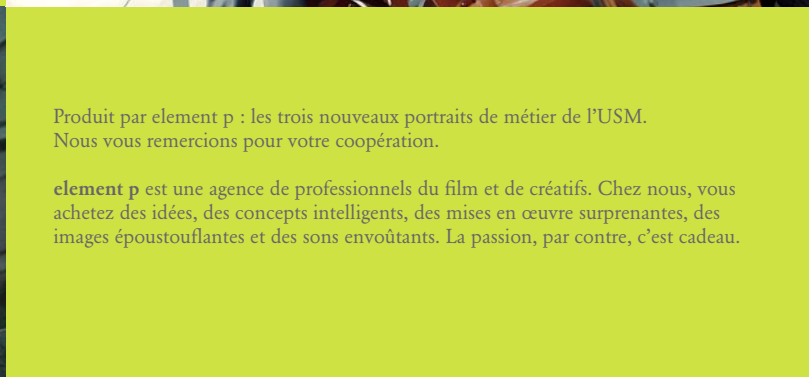 Produit par element p : les trois nouveaux portraits de métier de l’USM.
Nous vous remercions pour votre coopération.
element p est une agence de professionnels du film et de créatifs. Chez nous, vous
achetez des idées, des concepts intelligents, des mises en œuvre surprenantes, des
images époustouflantes et des sons envoûtants. La passion, par contre, c’est cadeau.